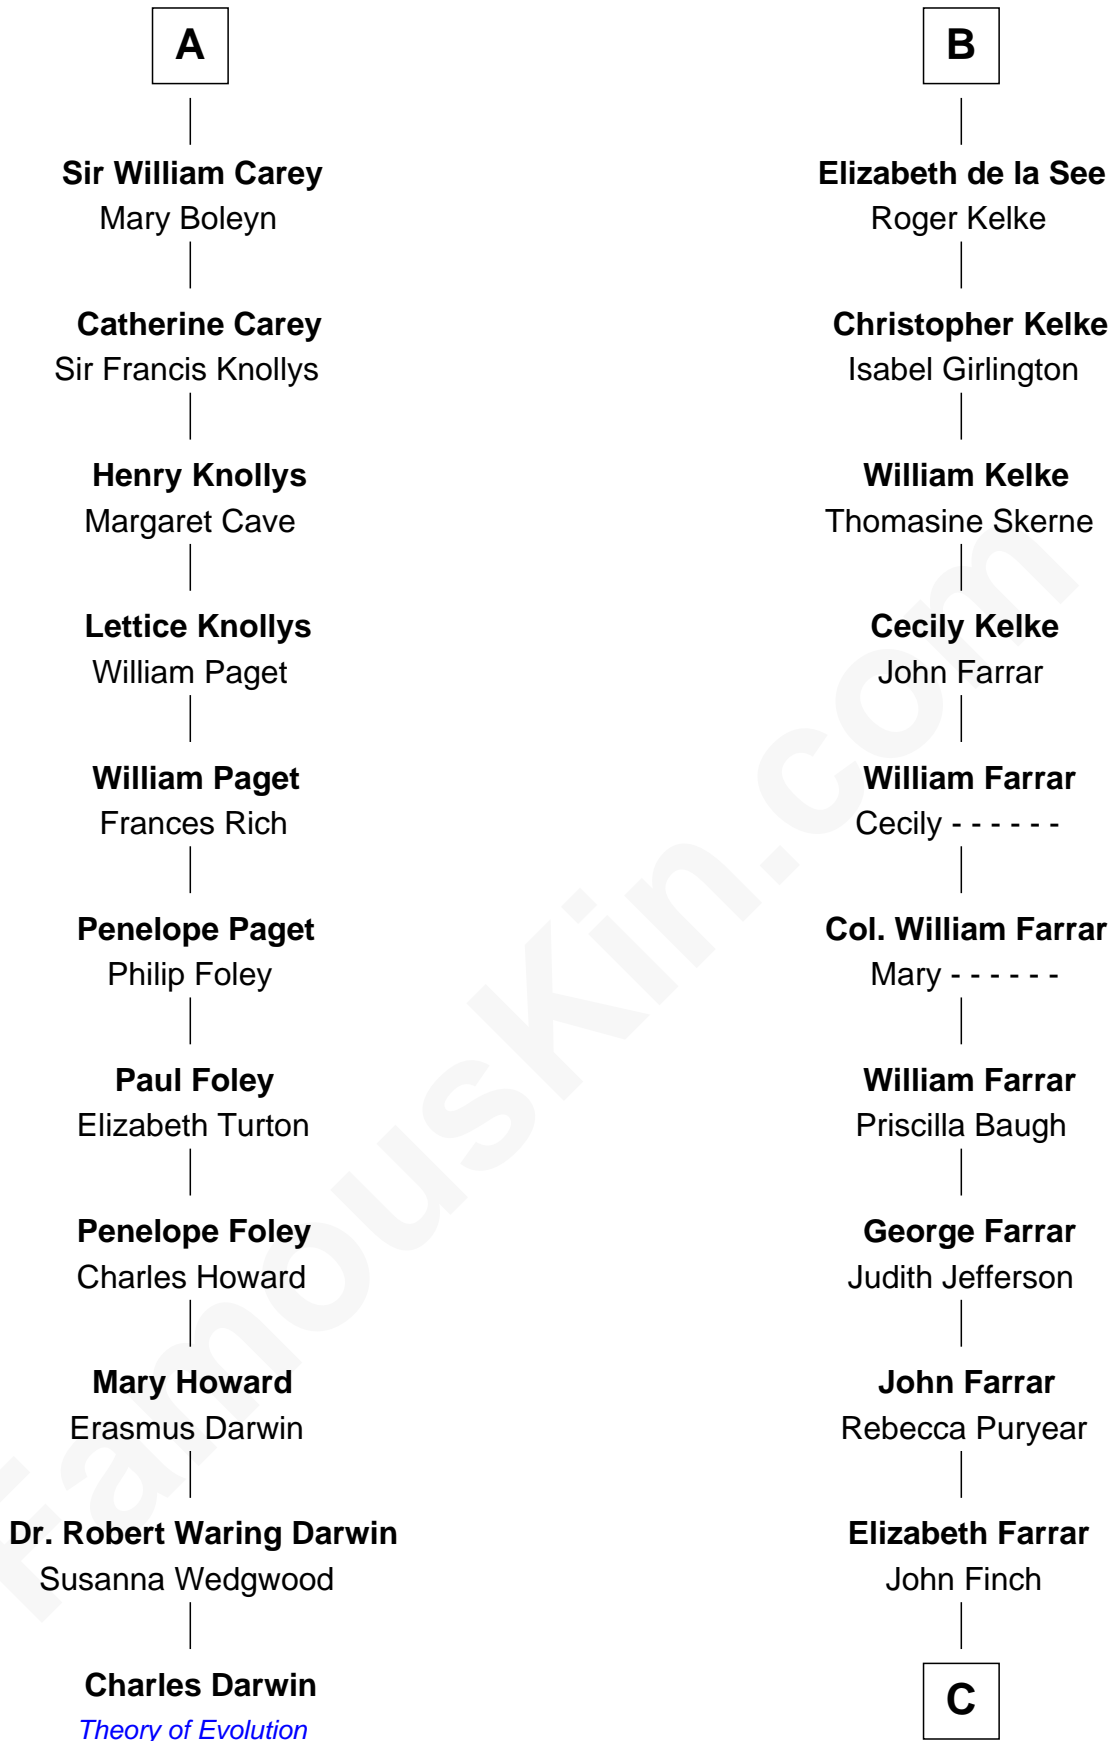 A
Sir William Carey
Mary Boleyn
Catherine Carey
Sir Francis Knollys
Henry Knollys
Margaret Cave
Lettice Knollys
William Paget
William Paget
Frances Rich
Penelope Paget
Philip Foley
Paul Foley
Elizabeth Turton
Penelope Foley
Charles Howard
Mary Howard
Erasmus Darwin
Dr. Robert Waring Darwin
Susanna Wedgwood
Charles Darwin
Theory of Evolution
B
Elizabeth de la See
Roger Kelke
Christopher Kelke
Isabel Girlington
William Kelke
Thomasine Skerne
Cecily Kelke
John Farrar
William Farrar
Cecily - - - - - -
Col. William Farrar
Mary - - - - - -
William Farrar
Priscilla Baugh
George Farrar
Judith Jefferson
John Farrar
Rebecca Puryear
Elizabeth Farrar
John Finch
C
FamousKin.com